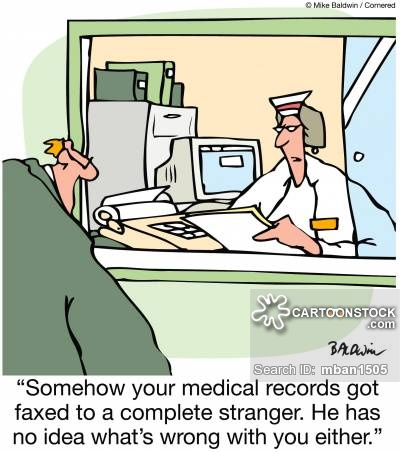 © Mike Baldwin / Cornered
CARTOONSTOCK
.com
BALDWin
Search ID: mban1505
“Somehow your medical records got
faxed to a complete stranger. He has
no idea what’s wrong with you either.”